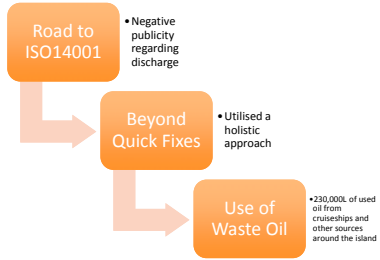 Road to
ISO14001
• Negative
publicity
regarding
discharge
Beyond
Quick Fixes
• Utilised a
holistic
approach
Use of
Waste Oil
• 230,000L of used
oil from
cruiseships and
other sources
around the island